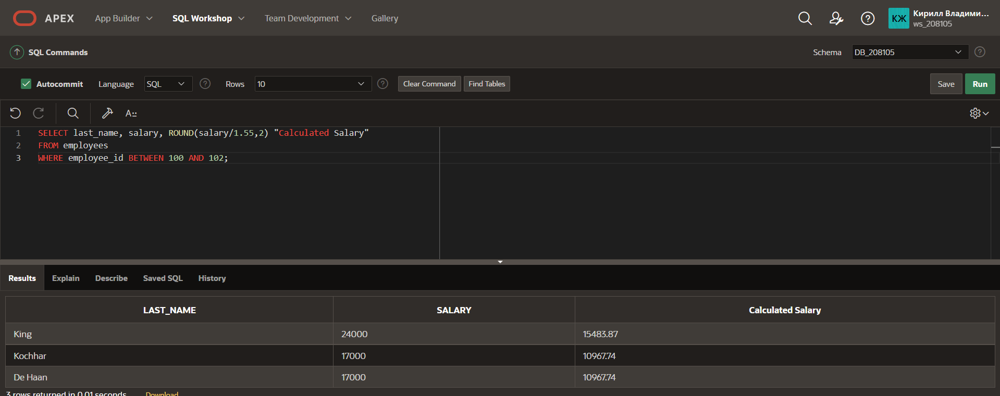 APEX App Builder SQL Workshop Team Development Gallery КЖ Кирилл Владими...
ws_208105
SQL Commands Schema DB_208105
Autocommit Language SQL Rows 10 Clear Command Find Tables Save Run
A
1 SELECT last_name, salary, ROUND(salary/1.55,2) "Calculated Salary"
2 FROM employees
3 WHERE employee_id BETWEEN 100 AND 102;
Results Explain Describe Saved SQL History
LAST_NAME SALARY Calculated Salary
King 24000 15483.87
Kochhar 17000 10967.74
De Haan 17000 10967.74
3 rows returned in 0.01 seconds Download